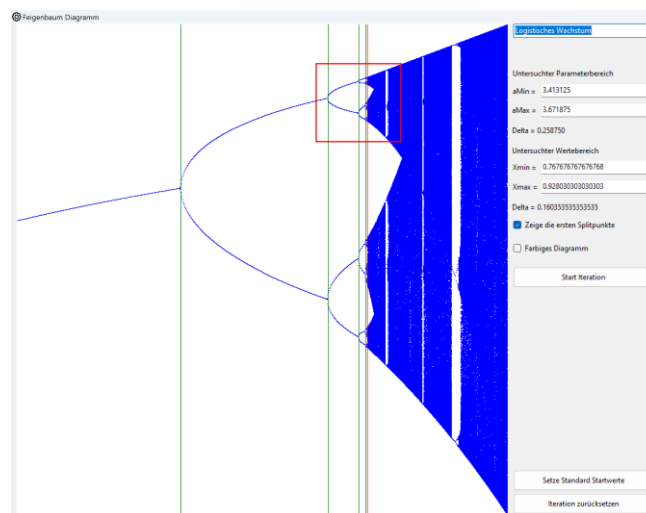 Feigenbaum Diagramm
Logistisches Wachstum
Untersuchter Parameterbereich
aMin = 3.413125
aMax = 3.671875
Delta = 0.258750
Untersuchter Wertebereich
Xmin = 0.767676767676768
Xmax = 0.928030303030303
Delta = 0.160353535353535
Zeige die ersten Splitpunkte
Farbiges Diagramm
Start Iteration
Setze Standard Startwerte
Iteration zurücksetzen